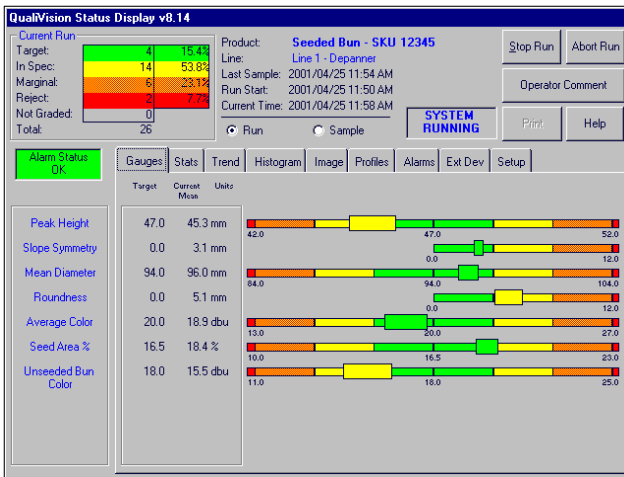 QualiVision Status Display v8.14
Current Run
Target: 4 15.4%
In Spec: 14 53.8%
Marginal: 6 23.1%
Reject: 2 7.7%
Not Graded: 0
Total: 26
Product: Seeded Bun - SKU 12345
Line: Line 1 - Depanner
Last Sample: 2001/04/25 11:54 AM
Run Start: 2001/04/25 11:50 AM
Current Time: 2001/04/25 11:58 AM
Run Sample
SYSTEM
RUNNING
Stop Run Abort Run
Operator Comment
Print Help
Alarm Status
OK
Gauges Stats Trend Histogram Image Profiles Alarms Ext Dev Setup
Target Current Mean Units
Peak Height 47.0 45.3 mm
42.0 47.0 52.0
Slope Symmetry 0.0 3.1 mm
0.0 12.0
Mean Diameter 94.0 96.0 mm
84.0 94.0 104.0
Roundness 0.0 5.1 mm
0.0 12.0
Average Color 20.0 18.9 dbu
13.0 20.0 27.0
Seed Area % 16.5 18.4 %
10.0 16.5 23.0
Unseeded Bun Color 18.0 15.5 dbu
11.0 18.0 25.0